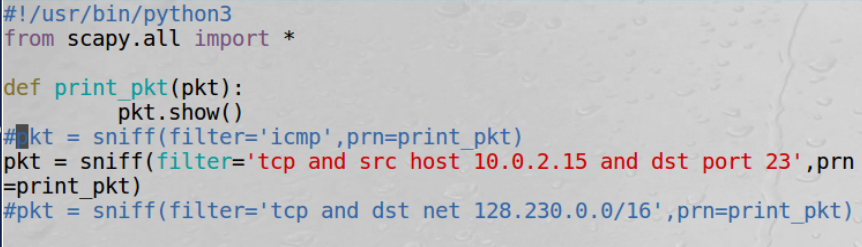 #!/usr/bin/python3
from scapy.all import *

def print_pkt(pkt):
        pkt.show()
#pkt = sniff(filter='icmp',prn=print_pkt)
pkt = sniff(filter='tcp and src host 10.0.2.15 and dst port 23',prn
=print_pkt)
#pkt = sniff(filter='tcp and dst net 128.230.0.0/16',prn=print_pkt)